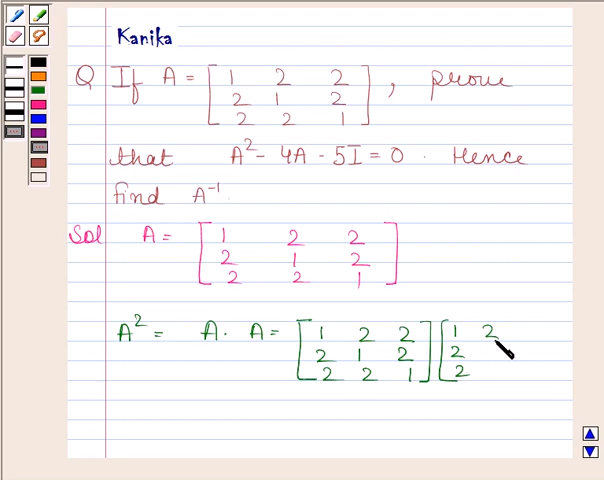 Kanika
Q If A = [ 1 2 2 ] , prove
2 1 2
2 2 1
that A² - 4A - 5I = 0 . Hence
find A⁻¹.
Sol A = [ 1 2 2 ]
2 1 2
2 2 1
A² = A . A = [ 1 2 2 ] [ 1 2
2 1 2 2
2 2 1 2